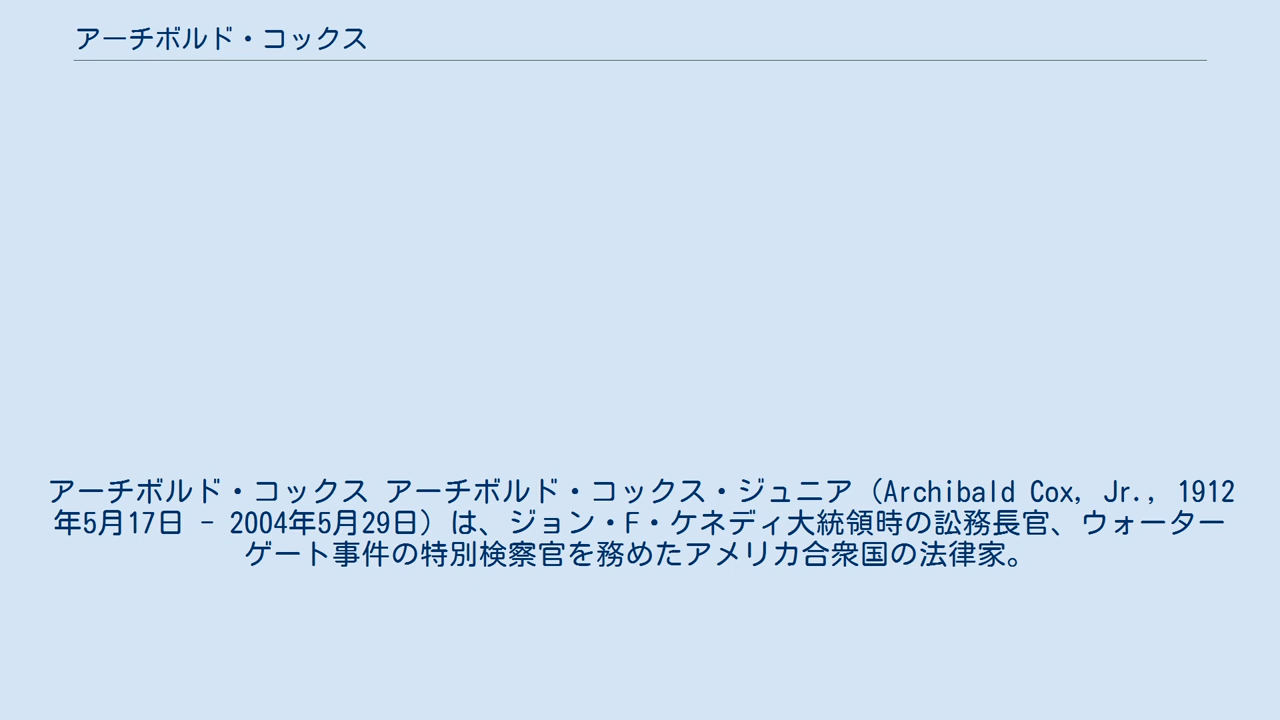 アーチボルド・コックス
アーチボルド・コックス アーチボルド・コックス・ジュニア（Archibald Cox, Jr., 1912
年5月17日 - 2004年5月29日）は、ジョン・F・ケネディ大統領時の訟務長官、ウォーター
ゲート事件の特別検察官を務めたアメリカ合衆国の法律家。